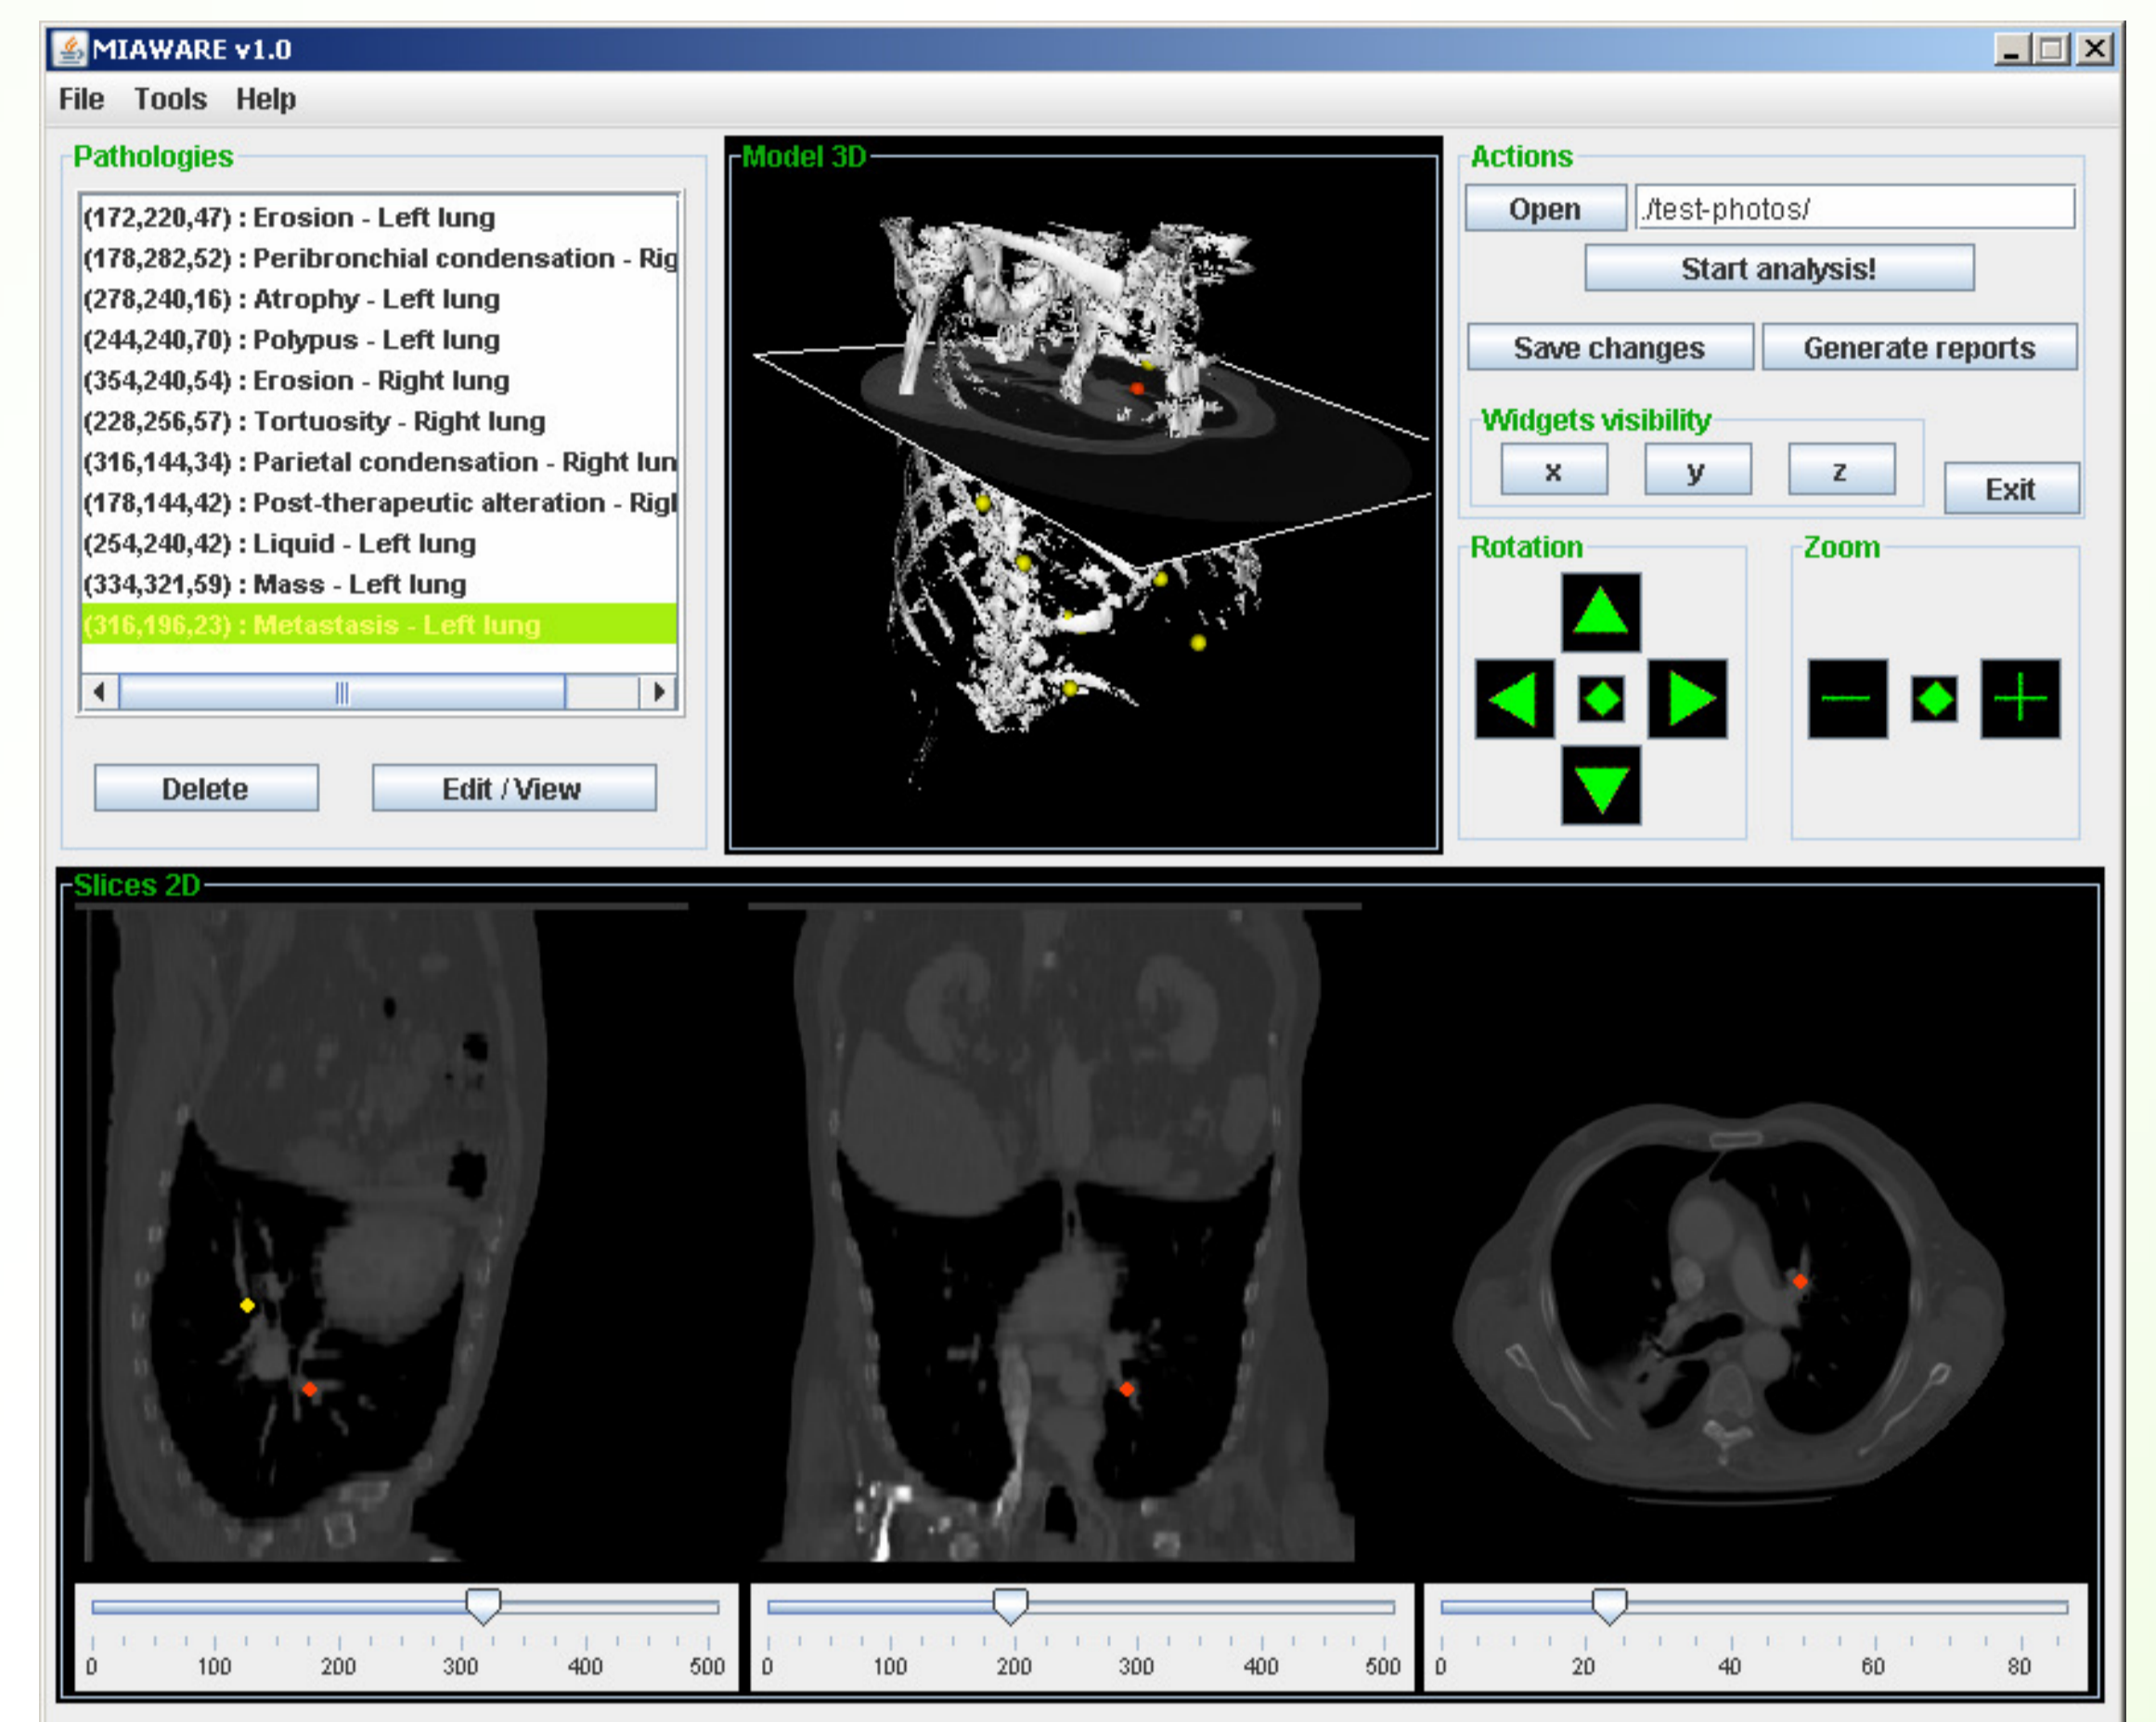 MIAWARE v1.0
File Tools Help
Pathologies
(172,220,47) : Erosion - Left lung
(178,282,52) : Peribronchial condensation - Rig
(278,240,16) : Atrophy - Left lung
(244,240,70) : Polypus - Left lung
(354,240,54) : Erosion - Right lung
(228,256,57) : Tortuosity - Right lung
(316,144,34) : Parietal condensation - Right lun
(178,144,42) : Post-therapeutic alteration - Rigl
(254,240,42) : Liquid - Left lung
(334,321,59) : Mass - Left lung
(316,196,23) : Metastasis - Left lung
Delete Edit / View
Model 3D
Actions
Open ./test-photos/
Start analysis!
Save changes Generate reports
Widgets visibility
x y z
Exit
Rotation Zoom
Slices 2D
0 100 200 300 400 500
0 100 200 300 400 500
0 20 40 60 80